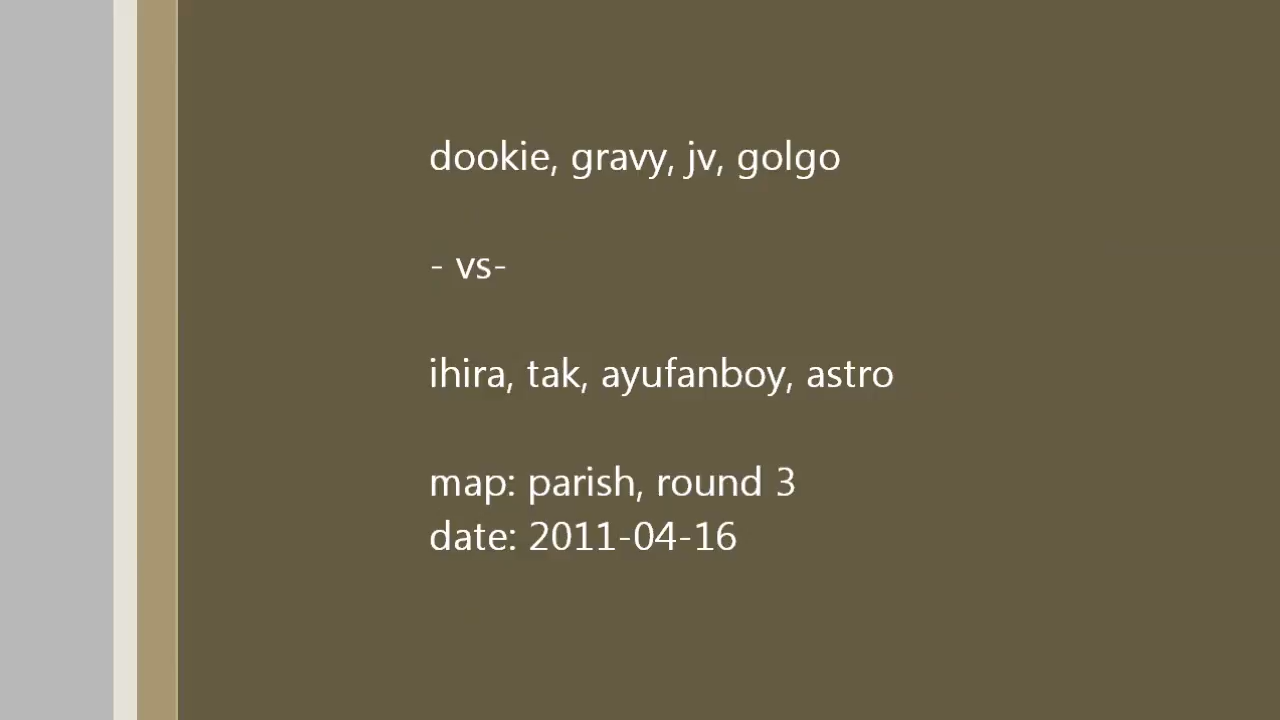 dookie, gravy, jv, golgo
- vs-
ihira, tak, ayufanboy, astro
map: parish, round 3
date: 2011-04-16